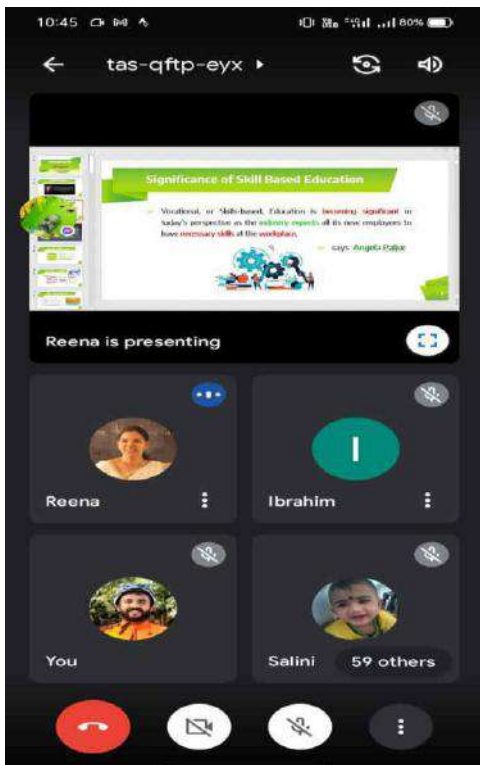 10:45 80%
tas-qftp-eyx
Significance of Skill Based Education
Vocational, or Skills-based, Education is becoming significant in
today's perspective as the industry expects all its new employees to
have necessary skills at the workplace,
says Angela Paljor
Reena is presenting
Reena
I
Ibrahim
You
Salini 59 others